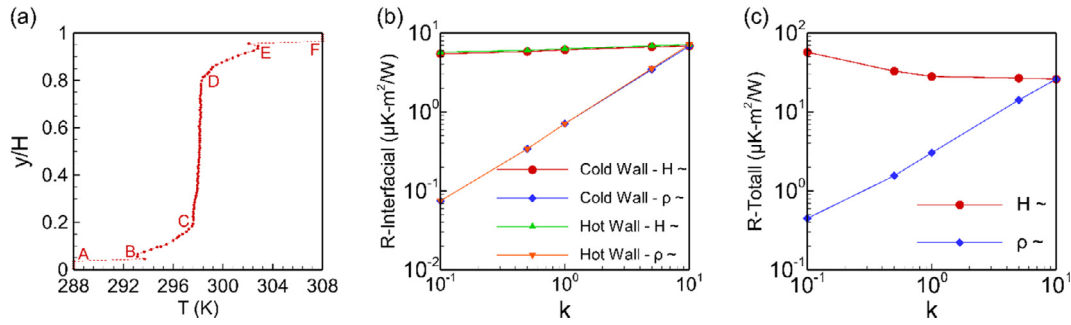 (a)
1
0.8
0.6
0.4
0.2
0
y/H
A
B
C
D
E
F
288 292 296 300 304 308
T (K)
(b)
10²
10¹
10⁰
10⁻¹
10⁻²
R-Interfacial (μK-m²/W)
Cold Wall - H ~
Cold Wall - ρ ~
Hot Wall - H ~
Hot Wall - ρ ~
10⁻¹ 10⁰ 10¹
k
(c)
10²
10¹
10⁰
10⁻¹
R-Totall (μK-m²/W)
H ~
ρ ~
10⁻¹ 10⁰ 10¹
k